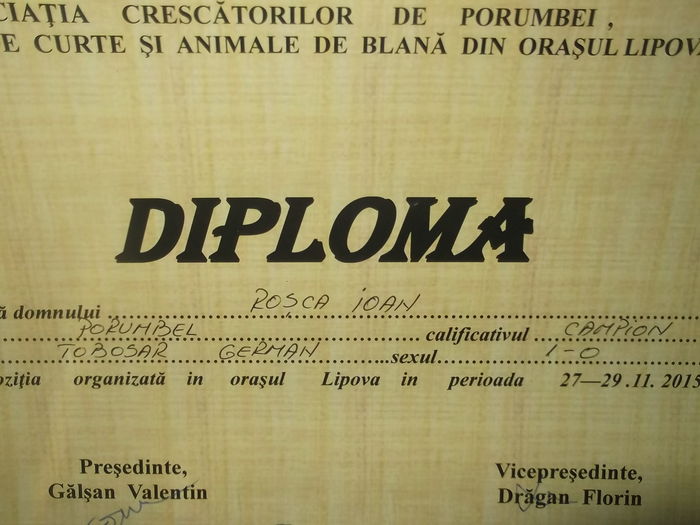 CIAŢIA CRESCĂTORILOR DE PORUMBEI ,
E CURTE ŞI ANIMALE DE BLANĂ DIN ORAŞUL LIPOVA
DIPLOMA
ă domnului ROŞCA IOAN
PORUMBEL calificativul CAMPION
TOBOSAR GERMAN sexul 1-0
oziţia organizată in oraşul Lipova in perioada 27—29 .11. 2015
Preşedinte,
Gâlşan Valentin
Vicepreşedinte,
Drăgan Florin